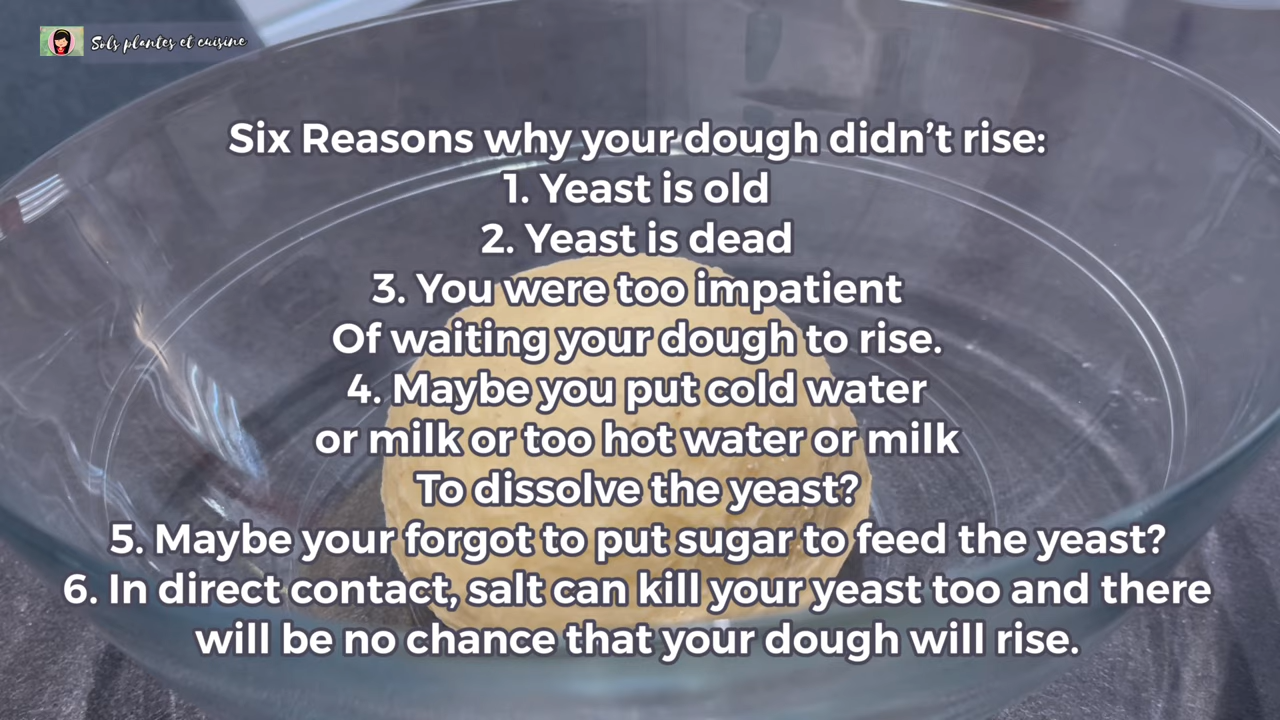 Sols plantes et cuisine
Six Reasons why your dough didn’t rise:
1. Yeast is old
2. Yeast is dead
3. You were too impatient
Of waiting your dough to rise.
4. Maybe you put cold water
or milk or too hot water or milk
To dissolve the yeast?
5. Maybe your forgot to put sugar to feed the yeast?
6. In direct contact, salt can kill your yeast too and there
will be no chance that your dough will rise.